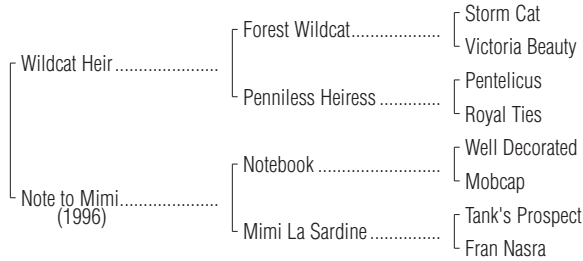 Storm Cat
Forest Wildcat....................
Victoria Beauty
Wildcat Heir.......................
Pentelicus
Penniless Heiress..............
Royal Ties
Well Decorated
Notebook............................
Mobcap
Note to Mimi......................
(1996)
Tank's Prospect
Mimi La Sardine................
Fran Nasra